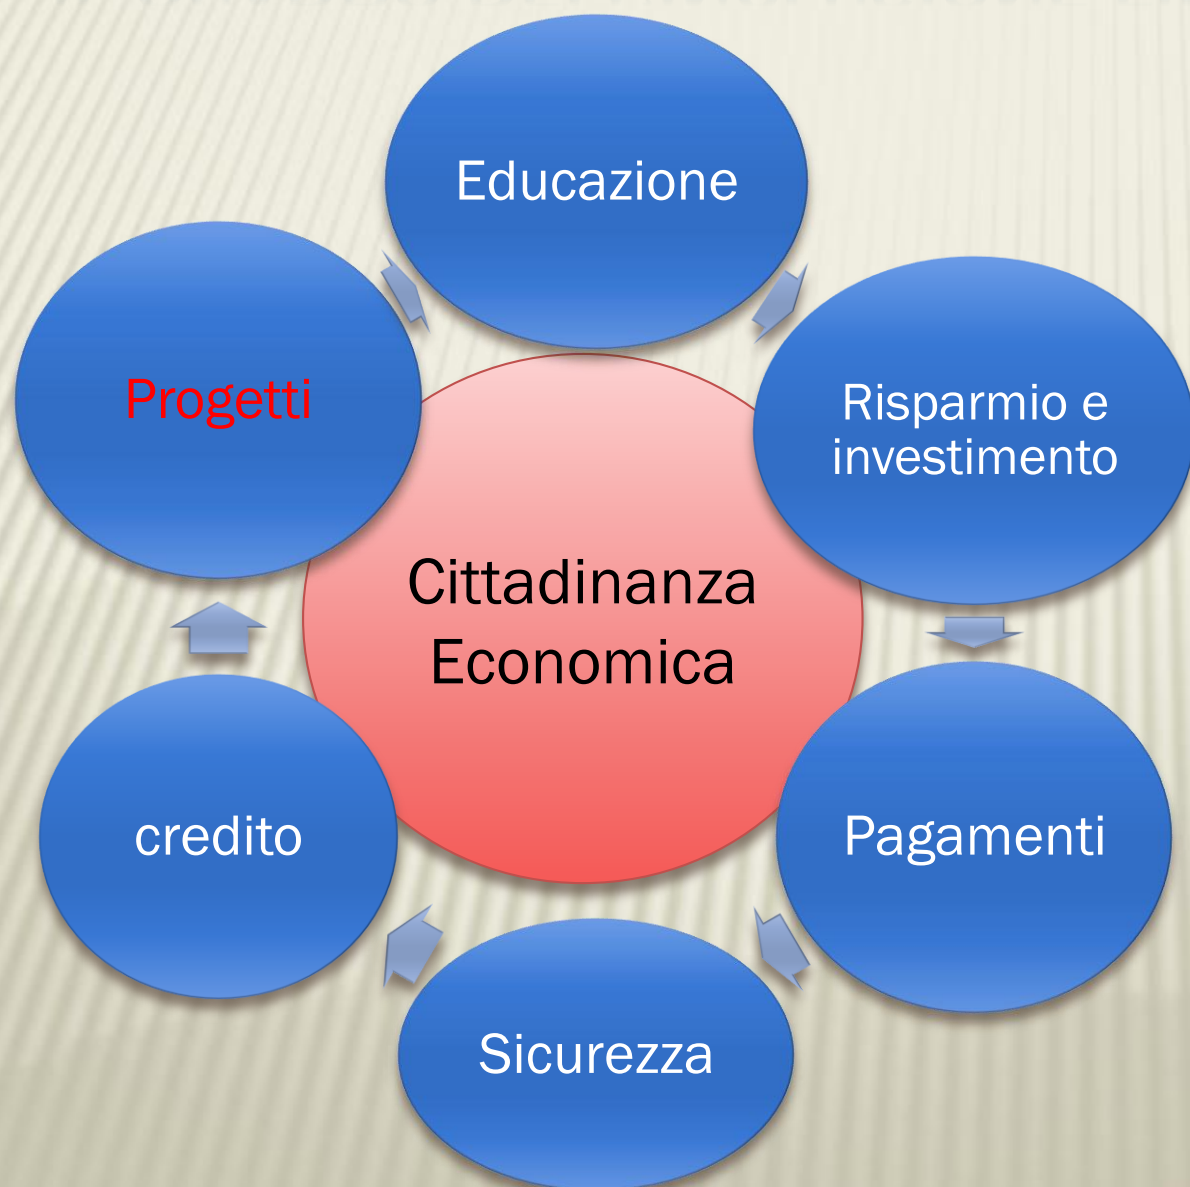 Educazione
Progetti
Risparmio e
investimento
Cittadinanza
Economica
credito
Pagamenti
Sicurezza